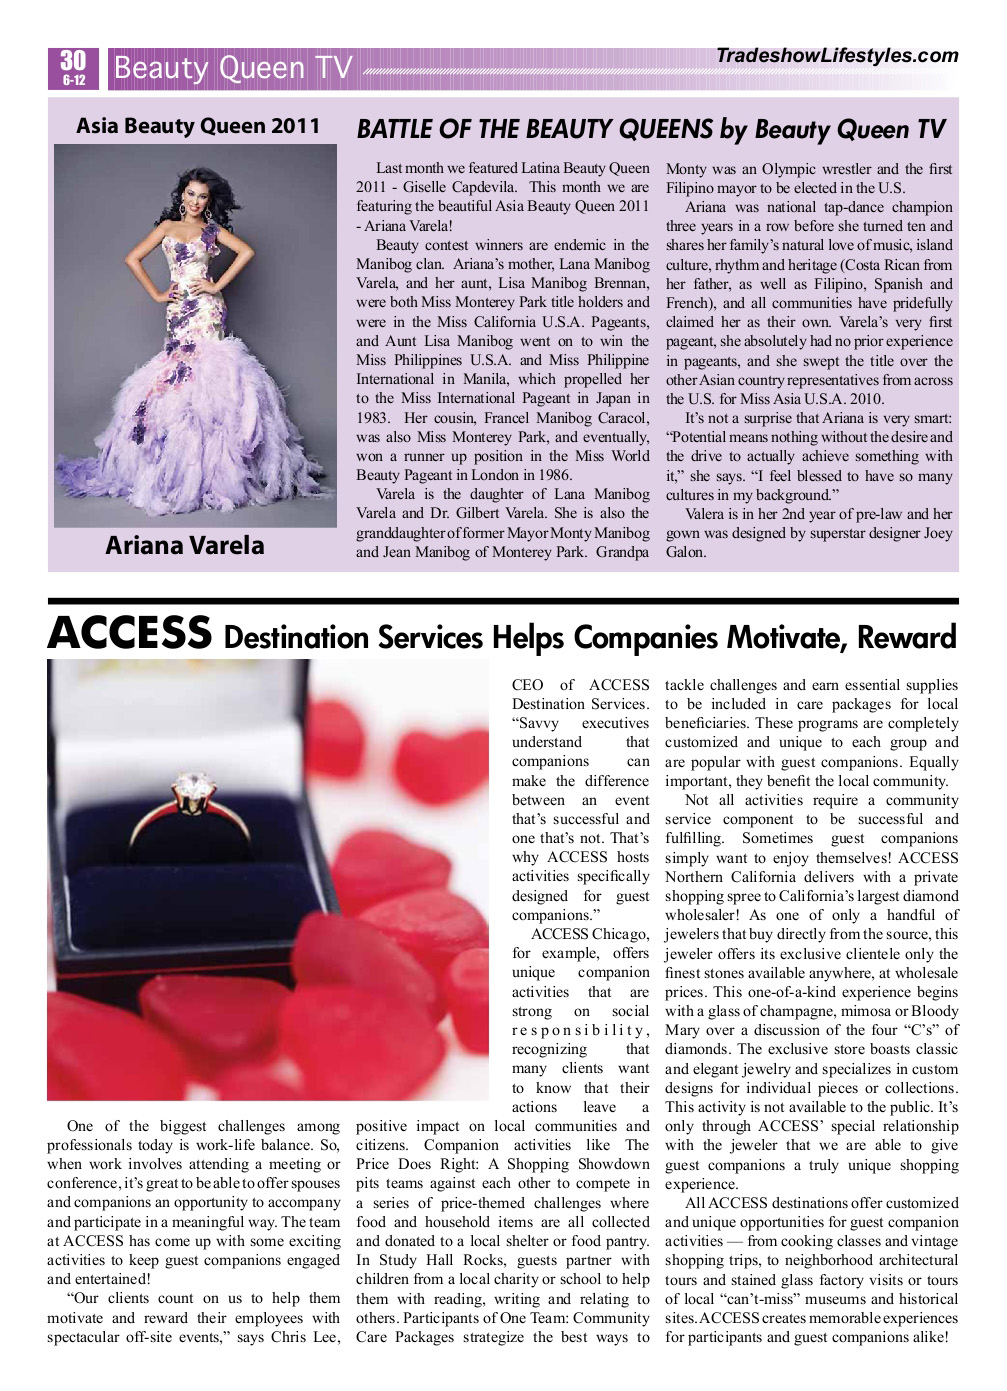 30
6-12
Beauty Queen TV
TradeshowLifestyles.com
Asia Beauty Queen 2011
Ariana Varela
BATTLE OF THE BEAUTY QUEENS by Beauty Queen TV
Last month we featured Latina Beauty Queen
2011 - Giselle Capdevila. This month we are
featuring the beautiful Asia Beauty Queen 2011
- Ariana Varela!
Beauty contest winners are endemic in the
Manibog clan. Ariana's mother, Lana Manibog
Varela, and her aunt, Lisa Manibog Brennan,
were both Miss Monterey Park title holders and
were in the Miss California U.S.A. Pageants,
and Aunt Lisa Manibog went on to win the
Miss Philippines U.S.A. and Miss Philippine
International in Manila, which propelled her
to the Miss International Pageant in Japan in
1983. Her cousin, Francel Manibog Caracol,
was also Miss Monterey Park, and eventually,
won a runner up position in the Miss World
Beauty Pageant in London in 1986.
Varela is the daughter of Lana Manibog
Varela and Dr. Gilbert Varela. She is also the
granddaughter of former Mayor Monty Manibog
and Jean Manibog of Monterey Park. Grandpa
Monty was an Olympic wrestler and the first
Filipino mayor to be elected in the U.S.
Ariana was national tap-dance champion
three years in a row before she turned ten and
shares her family's natural love of music, island
culture, rhythm and heritage (Costa Rican from
her father, as well as Filipino, Spanish and
French), and all communities have pridefully
claimed her as their own. Varela's very first
pageant, she absolutely had no prior experience
in pageants, and she swept the title over the
other Asian country representatives from across
the U.S. for Miss Asia U.S.A. 2010.
It's not a surprise that Ariana is very smart:
"Potential means nothing without the desire and
the drive to actually achieve something with
it," she says. "I feel blessed to have so many
cultures in my background."
Valera is in her 2nd year of pre-law and her
gown was designed by superstar designer Joey
Galon.
ACCESS Destination Services Helps Companies Motivate, Reward
One of the biggest challenges among
professionals today is work-life balance. So,
when work involves attending a meeting or
conference, it's great to be able to offer spouses
and companions an opportunity to accompany
and participate in a meaningful way. The team
at ACCESS has come up with some exciting
activities to keep guest companions engaged
and entertained!
"Our clients count on us to help them
motivate and reward their employees with
spectacular off-site events," says Chris Lee,
CEO of ACCESS
Destination Services.
"Savvy executives
understand that
companions can
make the difference
between an event
that's successful and
one that's not. That's
why ACCESS hosts
activities specifically
designed for guest
companions."
ACCESS Chicago,
for example, offers
unique companion
activities that are
strong on social
responsibility,
recognizing that
many clients want
to know that their
actions leave a
positive impact on local communities and
citizens. Companion activities like The
Price Does Right: A Shopping Showdown
pits teams against each other to compete in
a series of price-themed challenges where
food and household items are all collected
and donated to a local shelter or food pantry.
In Study Hall Rocks, guests partner with
children from a local charity or school to help
them with reading, writing and relating to
others. Participants of One Team: Community
Care Packages strategize the best ways to
tackle challenges and earn essential supplies
to be included in care packages for local
beneficiaries. These programs are completely
customized and unique to each group and
are popular with guest companions. Equally
important, they benefit the local community.
Not all activities require a community
service component to be successful and
fulfilling. Sometimes guest companions
simply want to enjoy themselves! ACCESS
Northern California delivers with a private
shopping spree to California's largest diamond
wholesaler! As one of only a handful of
jewelers that buy directly from the source, this
jeweler offers its exclusive clientele only the
finest stones available anywhere, at wholesale
prices. This one-of-a-kind experience begins
with a glass of champagne, mimosa or Bloody
Mary over a discussion of the four "C's" of
diamonds. The exclusive store boasts classic
and elegant jewelry and specializes in custom
designs for individual pieces or collections.
This activity is not available to the public. It's
only through ACCESS' special relationship
with the jeweler that we are able to give
guest companions a truly unique shopping
experience.
All ACCESS destinations offer customized
and unique opportunities for guest companion
activities — from cooking classes and vintage
shopping trips, to neighborhood architectural
tours and stained glass factory visits or tours
of local "can't-miss" museums and historical
sites. ACCESS creates memorable experiences
for participants and guest companions alike!